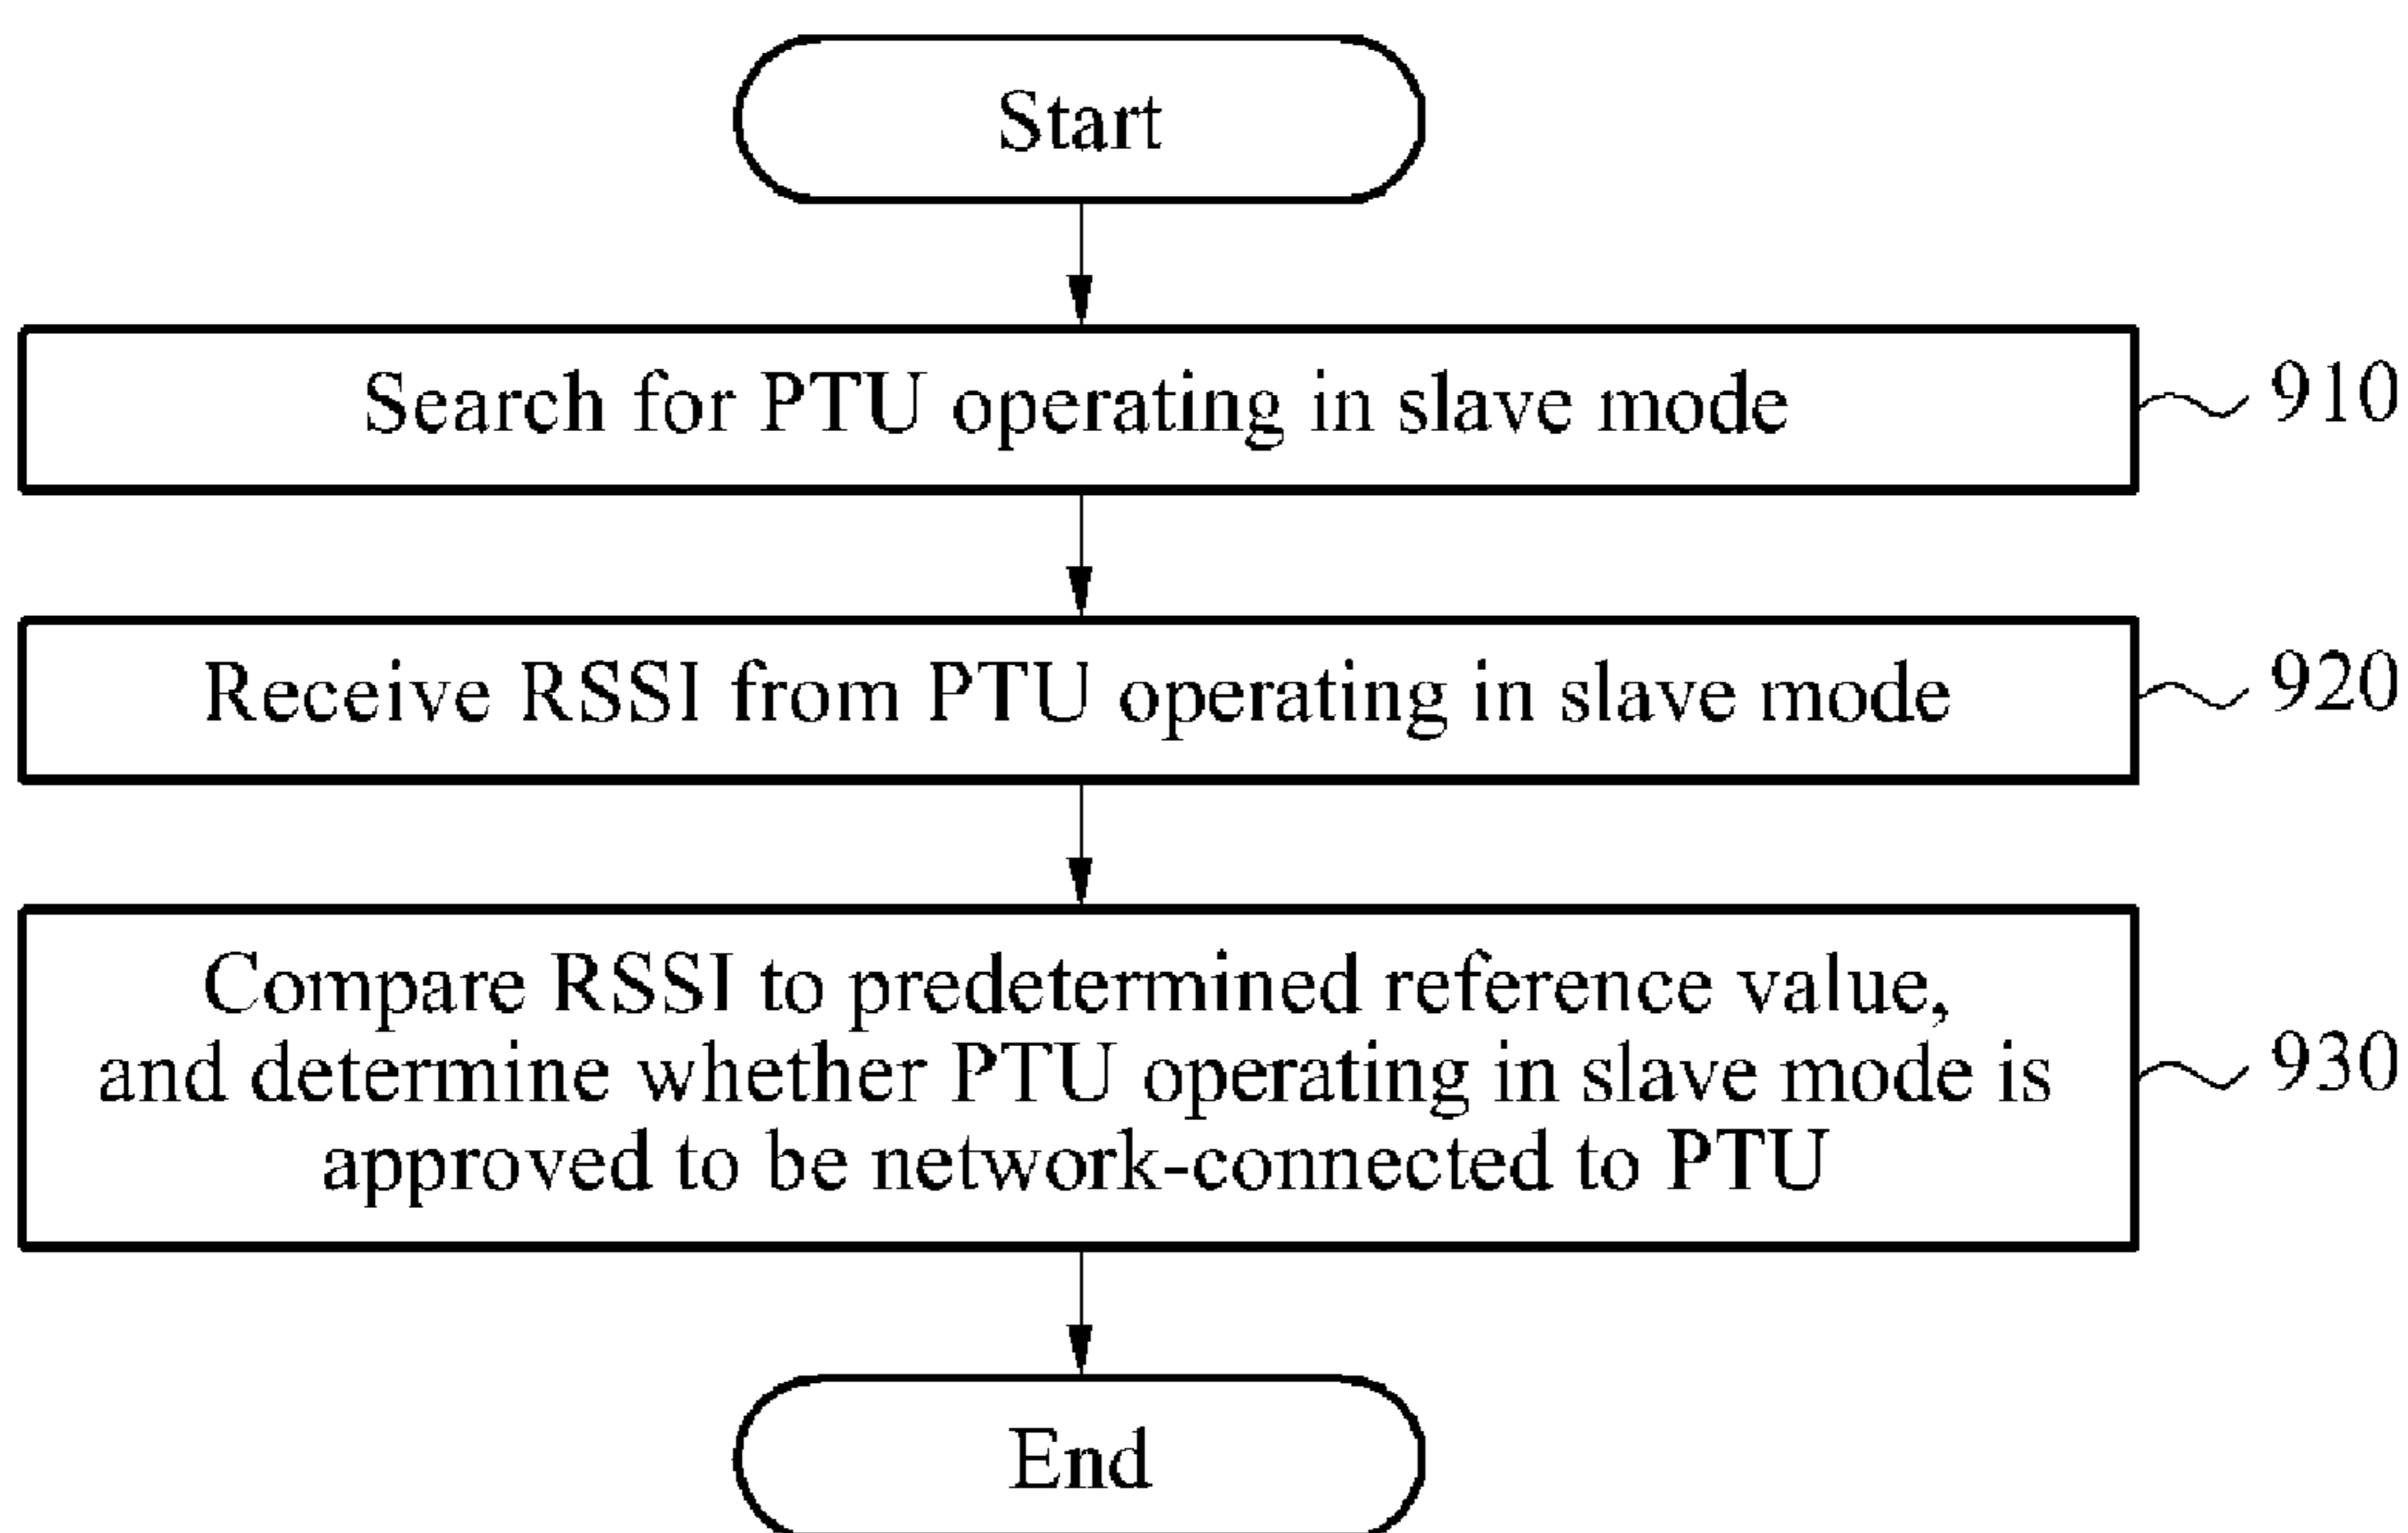 Start
Search for PTU operating in slave mode
910
Receive RSSI from PTU operating in slave mode
920
Compare RSSI to predetermined reference value,
and determine whether PTU operating in slave mode is
approved to be network-connected to PTU
930
End